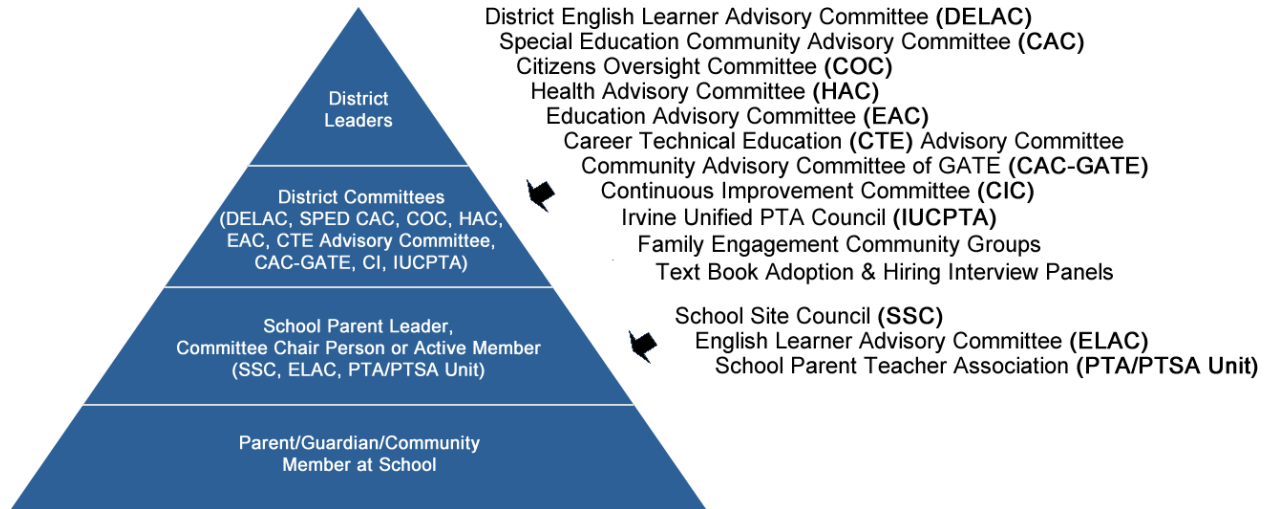 District
Leaders
District Committees
(DELAC, SPED CAC, COC, HAC,
EAC, CTE Advisory Committee,
CAC-GATE, CI, IUCPTA)
School Parent Leader,
Committee Chair Person or Active Member
(SSC, ELAC, PTA/PTSA Unit)
Parent/Guardian/Community
Member at School
District English Learner Advisory Committee (DELAC)
Special Education Community Advisory Committee (CAC)
Citizens Oversight Committee (COC)
Health Advisory Committee (HAC)
Education Advisory Committee (EAC)
Career Technical Education (CTE) Advisory Committee
Community Advisory Committee of GATE (CAC-GATE)
Continuous Improvement Committee (CIC)
Irvine Unified PTA Council (IUCPTA)
Family Engagement Community Groups
Text Book Adoption & Hiring Interview Panels
School Site Council (SSC)
English Learner Advisory Committee (ELAC)
School Parent Teacher Association (PTA/PTSA Unit)